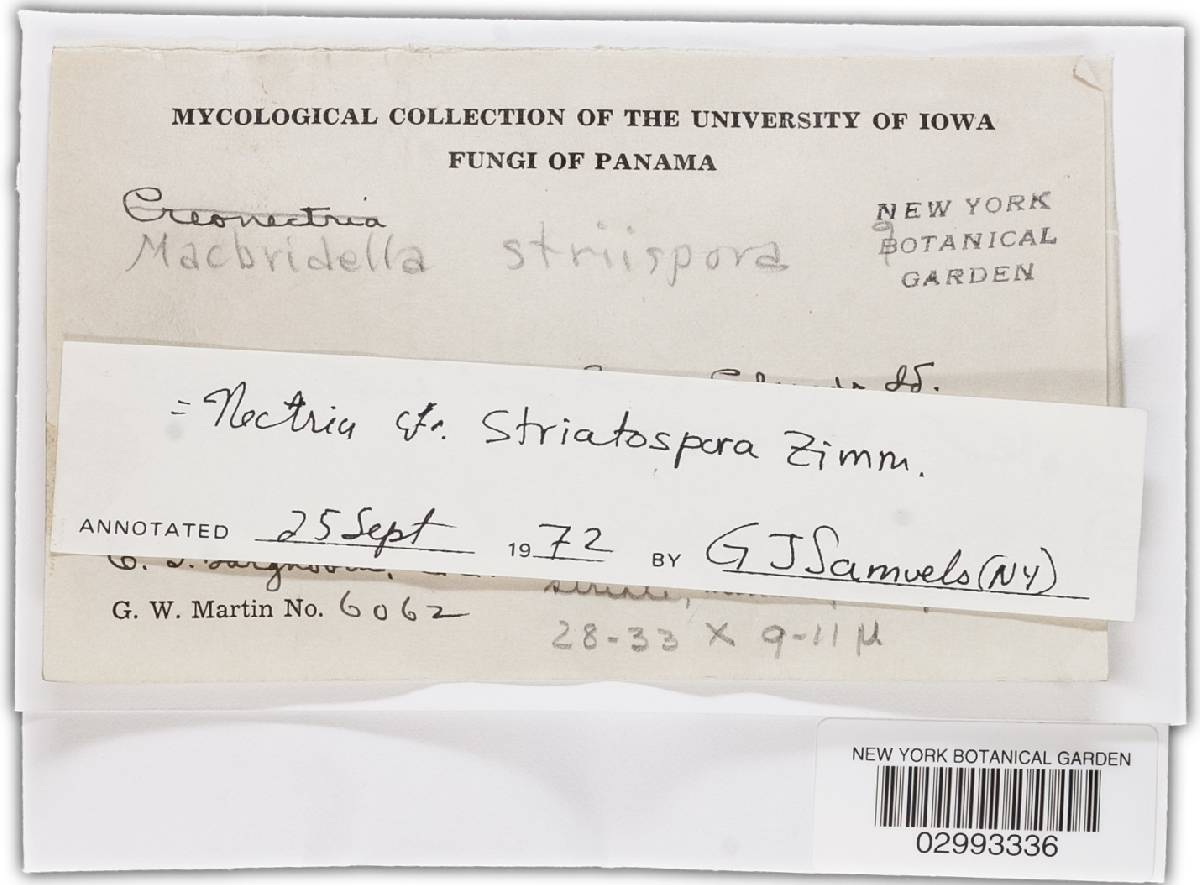 MYCOLOGICAL COLLECTION OF THE UNIVERSITY OF IOWA
FUNGI OF PANAMA
Creonectria
Macbridella striispora
NEW YORK
BOTANICAL
GARDEN
= Nectria cfr. Striatospora Zimm.
ANNOTATED 25 Sept 1972 BY G J Samuels (NY)
G. W. Martin No. 6062
28-33 X 9-11 µ
NEW YORK BOTANICAL GARDEN
02993336